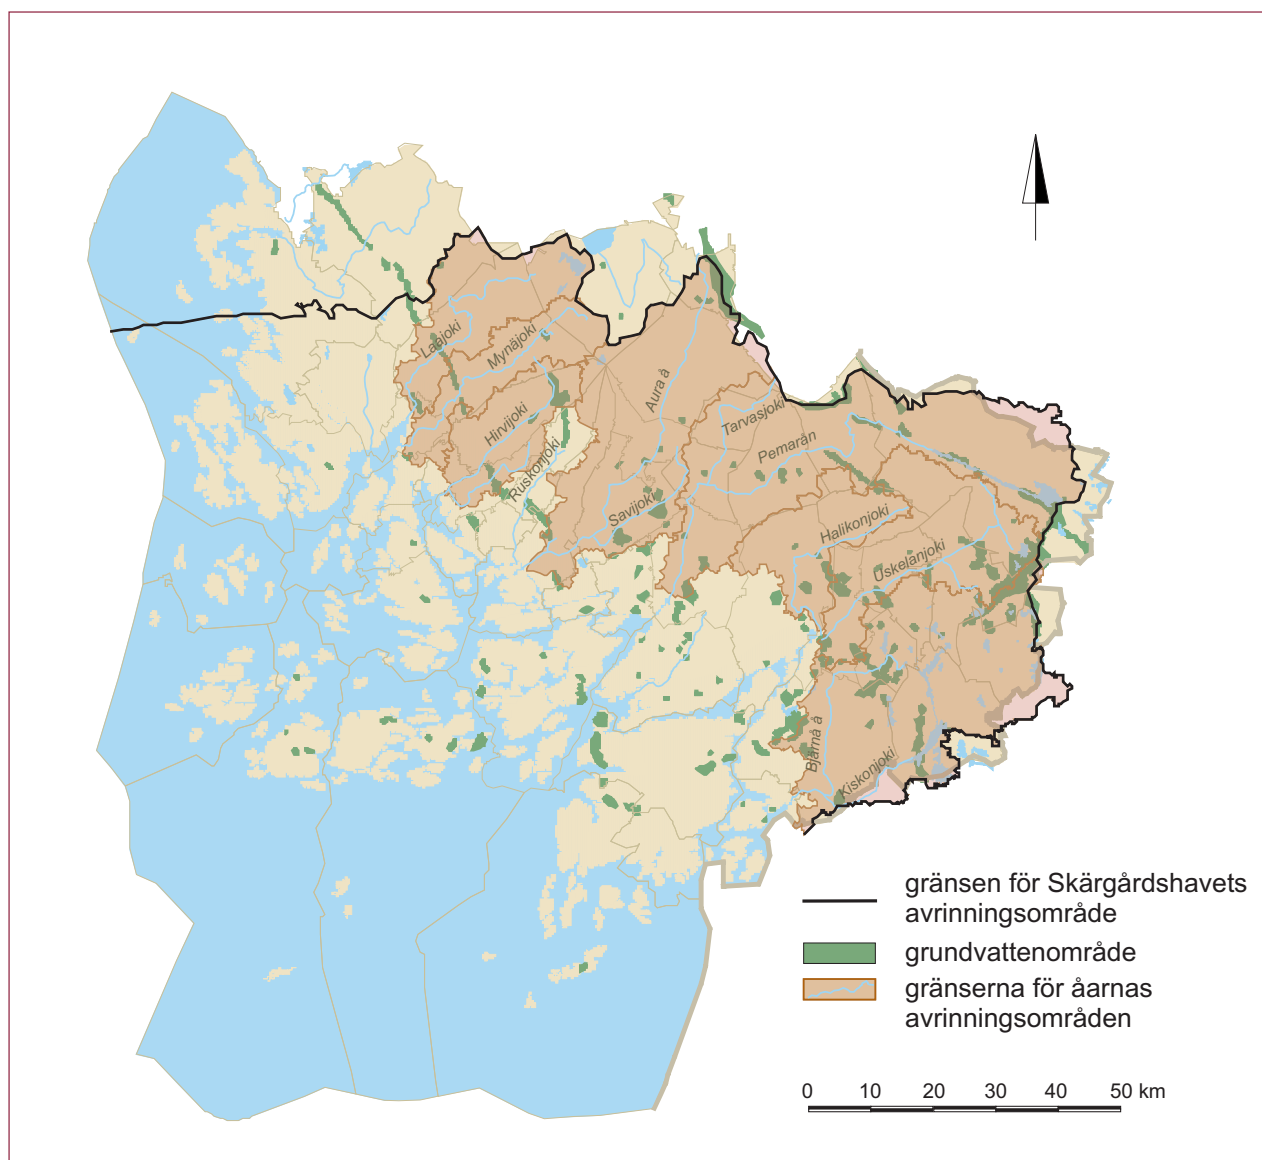 Laajoki
Mynäjoki
Hirvijoki
Ruskonjoki
Aura å
Savijoki
Tarvasjoki
Pemarån
Halikonjoki
Uskelanjoki
Bjärnå å
Kiskonjoki
gränsen för Skärgårdshavets
avrinningsområde
grundvattenområde
gränserna för åarnas
avrinningsområden
0 10 20 30 40 50 km